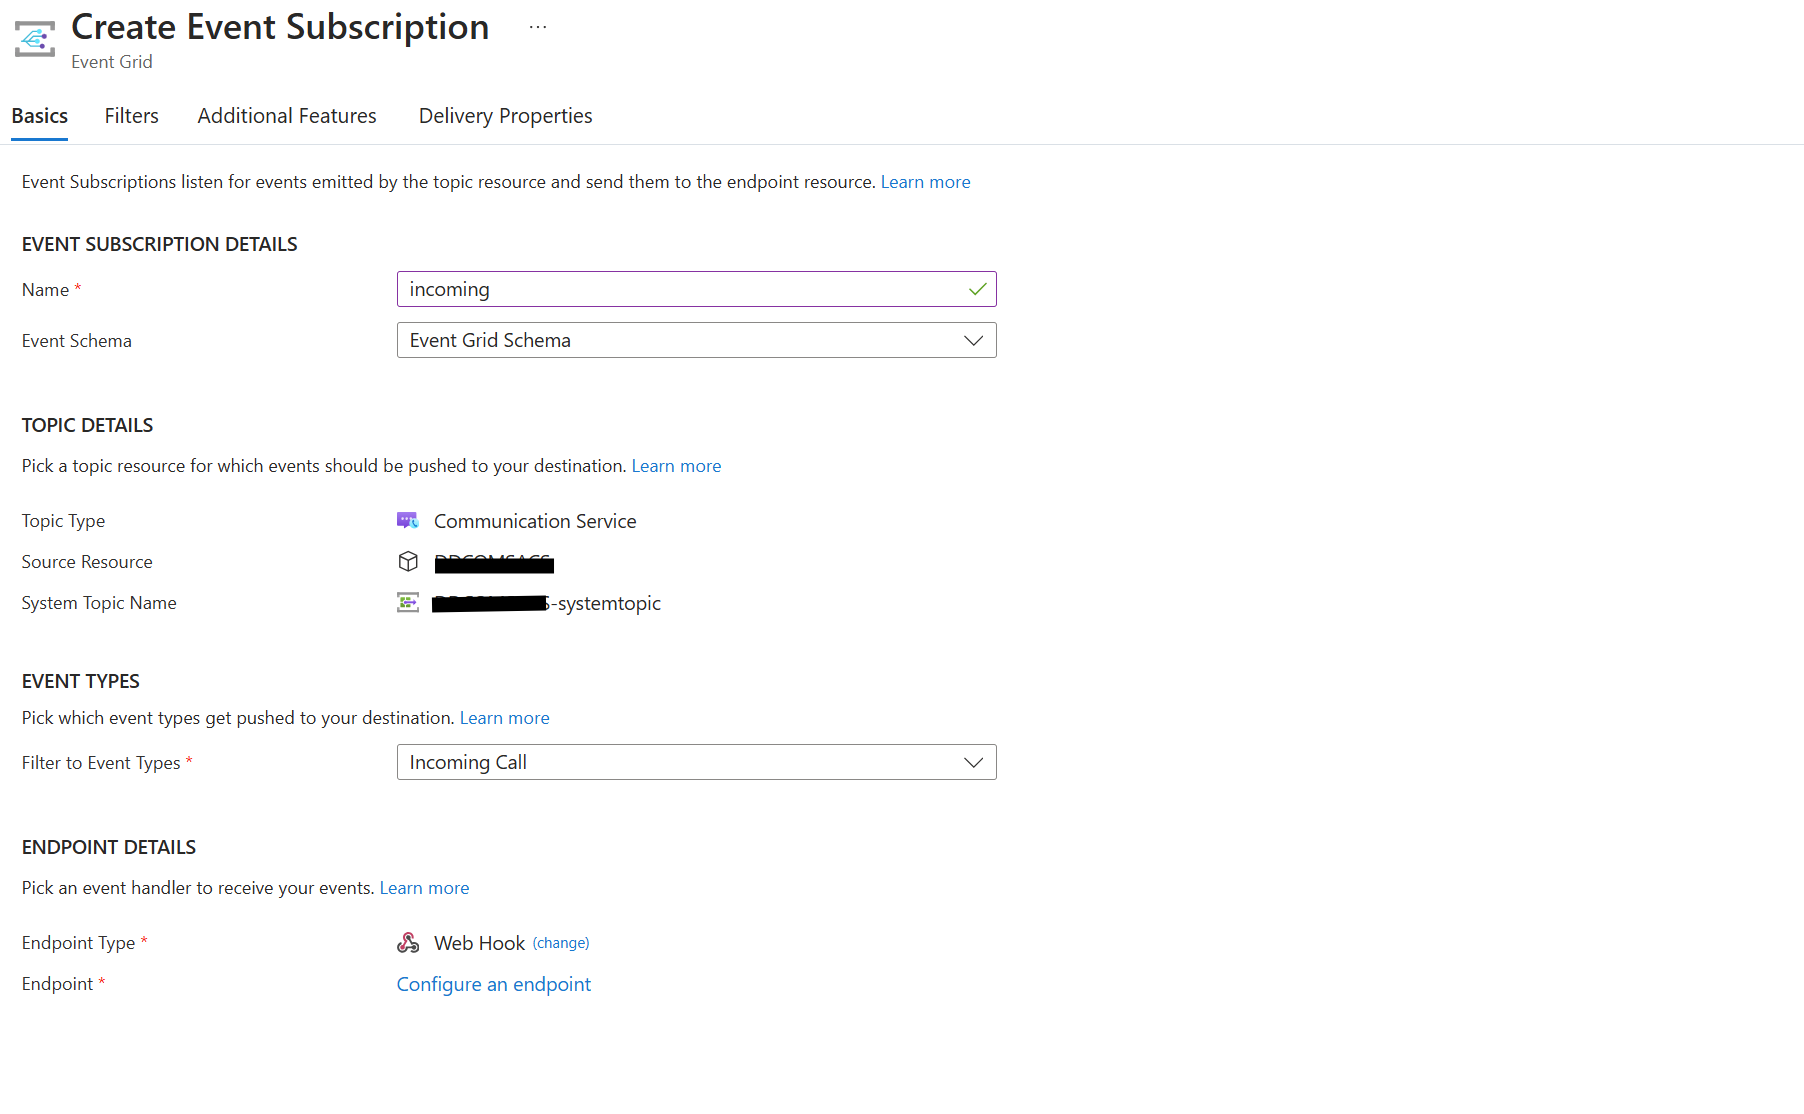 Create Event Subscription ...
Event Grid
Basics Filters Additional Features Delivery Properties
Event Subscriptions listen for events emitted by the topic resource and send them to the endpoint resource. Learn more
EVENT SUBSCRIPTION DETAILS
Name * incoming
Event Schema Event Grid Schema
TOPIC DETAILS
Pick a topic resource for which events should be pushed to your destination. Learn more
Topic Type Communication Service
Source Resource
System Topic Name -systemtopic
EVENT TYPES
Pick which event types get pushed to your destination. Learn more
Filter to Event Types * Incoming Call
ENDPOINT DETAILS
Pick an event handler to receive your events. Learn more
Endpoint Type * Web Hook (change)
Endpoint * Configure an endpoint